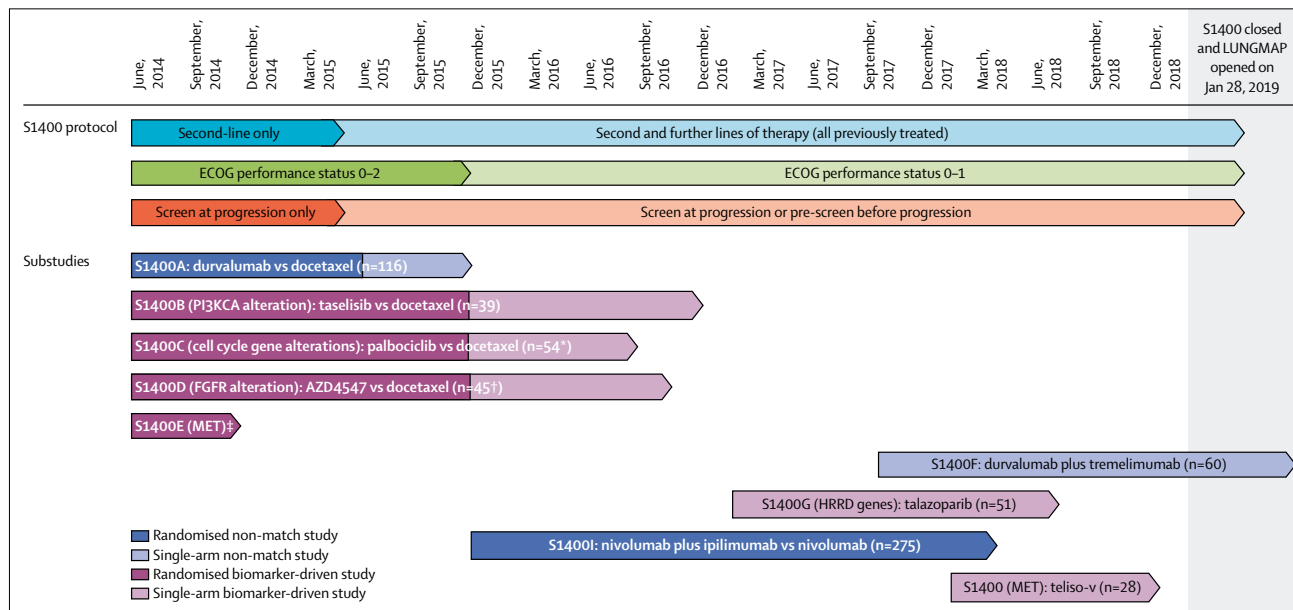 June, 2014
September, 2014
December, 2014
March, 2015
June, 2015
September, 2015
December, 2015
March, 2016
June, 2016
September, 2016
December, 2016
March, 2017
June, 2017
September, 2017
December, 2017
March, 2018
June, 2018
September, 2018
December, 2018
S1400 closed
and LUNGMAP
opened on
Jan 28, 2019
S1400 protocol
Second-line only
Second and further lines of therapy (all previously treated)
ECOG performance status 0–2
ECOG performance status 0–1
Screen at progression only
Screen at progression or pre-screen before progression
Substudies
S1400A: durvalumab vs docetaxel (n=116)
S1400B (PI3KCA alteration): taselisib vs docetaxel (n=39)
S1400C (cell cycle gene alterations): palbociclib vs docetaxel (n=54*)
S1400D (FGFR alteration): AZD4547 vs docetaxel (n=45†)
S1400E (MET)‡
S1400F: durvalumab plus tremelimumab (n=60)
S1400G (HRRD genes): talazoparib (n=51)
S1400I: nivolumab plus ipilimumab vs nivolumab (n=275)
S1400 (MET): teliso-v (n=28)
Randomised non-match study
Single-arm non-match study
Randomised biomarker-driven study
Single-arm biomarker-driven study